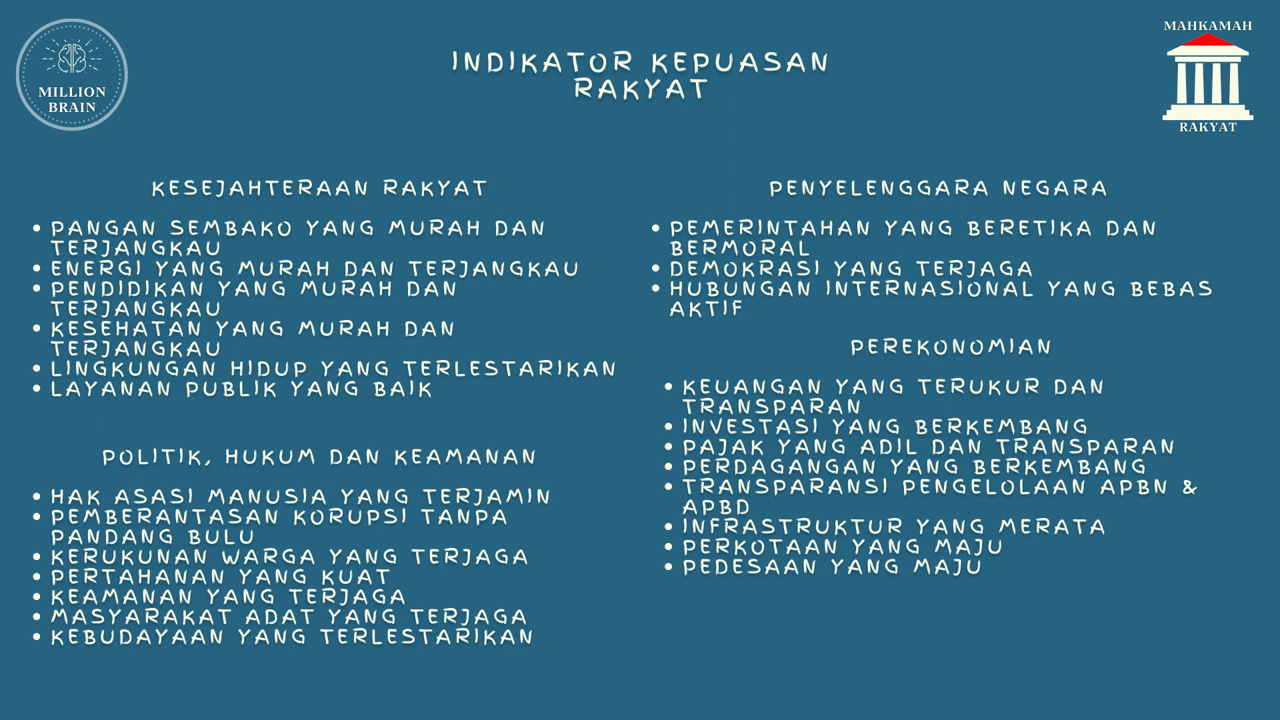 MILLION
BRAIN
INDIKATOR KEPUASAN
RAKYAT
MAHKAMAH
RAKYAT
KESEJAHTERAAN RAKYAT
• PANGAN SEMBAKO YANG MURAH DAN
TERJANGKAU
• ENERGI YANG MURAH DAN TERJANGKAU
• PENDIDIKAN YANG MURAH DAN
TERJANGKAU
• KESEHATAN YANG MURAH DAN
TERJANGKAU
• LINGKUNGAN HIDUP YANG TERLESTARIKAN
• LAYANAN PUBLIK YANG BAIK
POLITIK, HUKUM DAN KEAMANAN
• HAK ASASI MANUSIA YANG TERJAMIN
• PEMBERANTASAN KORUPSI TANPA
PANDANG BULU
• KERUKUNAN WARGA YANG TERJAGA
• PERTAHANAN YANG KUAT
• KEAMANAN YANG TERJAGA
• MASYARAKAT ADAT YANG TERJAGA
• KEBUDAYAAN YANG TERLESTARIKAN
PENYELENGGARA NEGARA
• PEMERINTAHAN YANG BERETIKA DAN
BERMORAL
• DEMOKRASI YANG TERJAGA
• HUBUNGAN INTERNASIONAL YANG BEBAS
AKTIF
PEREKONOMIAN
• KEUANGAN YANG TERUKUR DAN
TRANSPARAN
• INVESTASI YANG BERKEMBANG
• PAJAK YANG ADIL DAN TRANSPARAN
• PERDAGANGAN YANG BERKEMBANG
• TRANSPARANSI PENGELOLAAN APBN &
APBD
• INFRASTRUKTUR YANG MERATA
• PERKOTAAN YANG MAJU
• PEDESAAN YANG MAJU